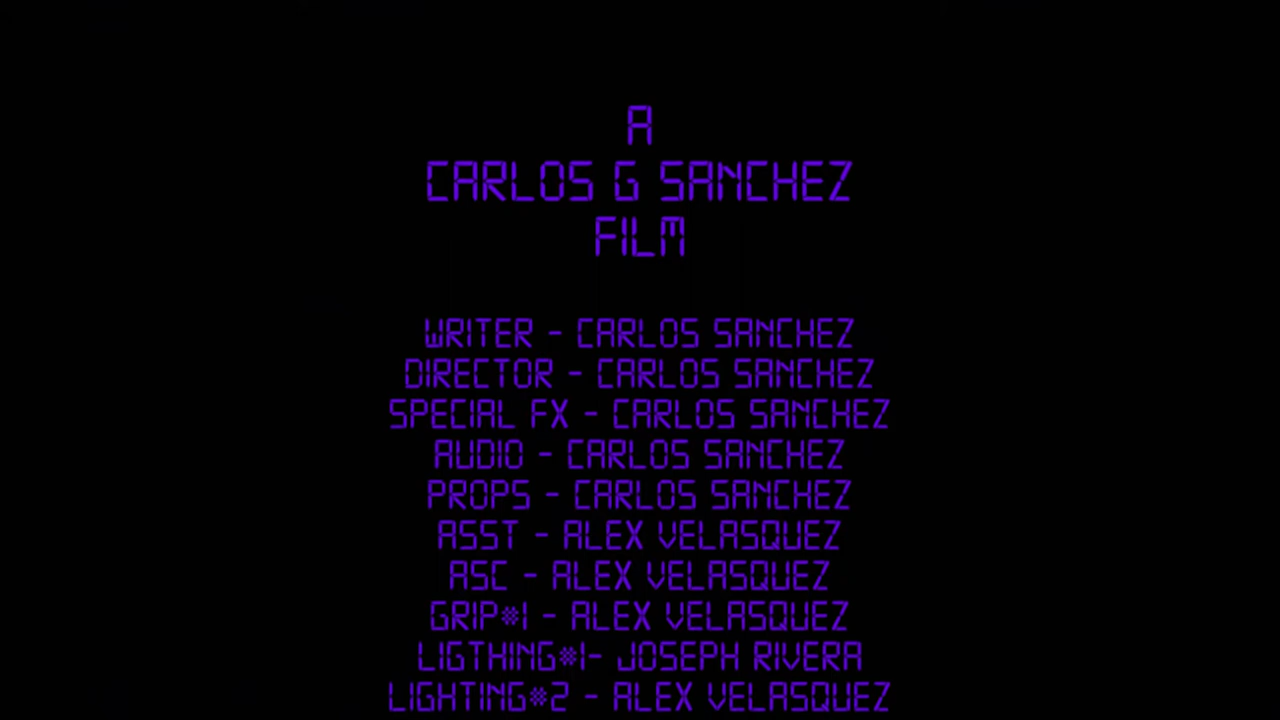 A
CARLOS G SANCHEZ
FILM
WRITER - CARLOS SANCHEZ
DIRECTOR - CARLOS SANCHEZ
SPECIAL FX - CARLOS SANCHEZ
AUDIO - CARLOS SANCHEZ
PROPS - CARLOS SANCHEZ
ASST - ALEX VELASQUEZ
ASC - ALEX VELASQUEZ
GRIP#1 - ALEX VELASQUEZ
LIGTHING#1- JOSEPH RIVERA
LIGHTING#2 - ALEX VELASQUEZ